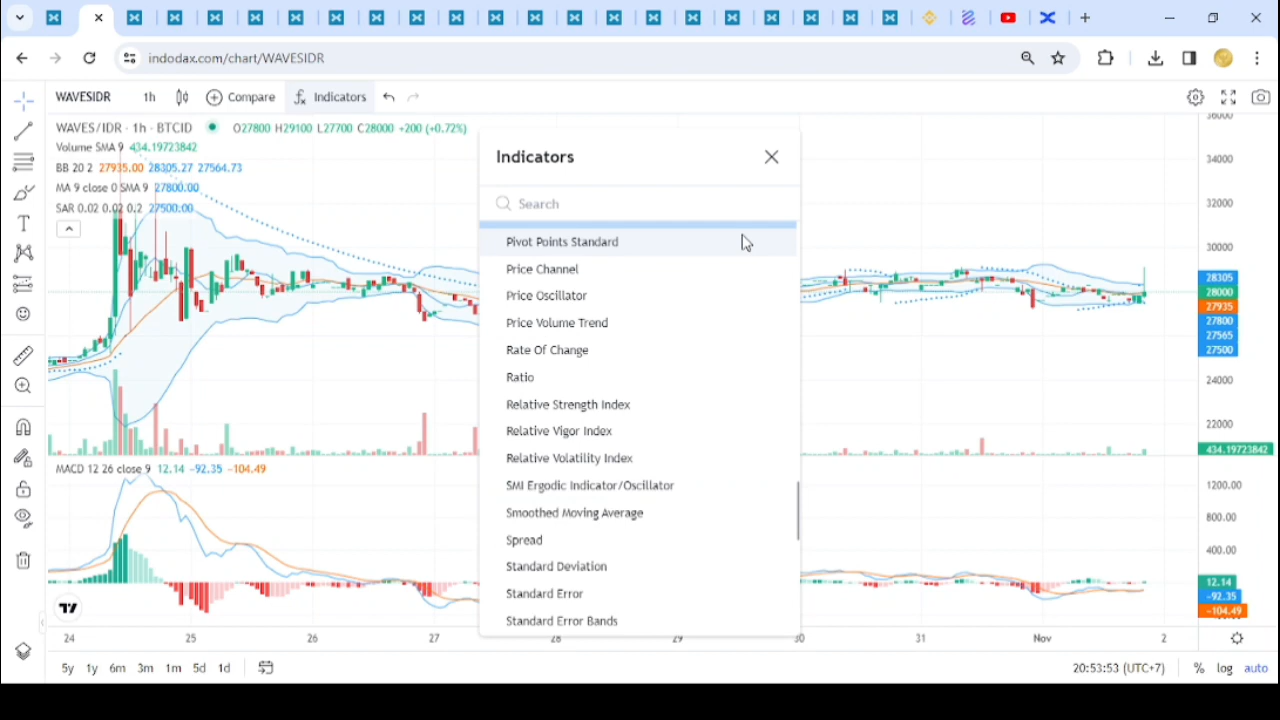 indodax.com/chart/WAVESIDR
WAVESIDR 1h Compare Indicators
WAVES/IDR · 1h · BTCID O27800 H29100 L27700 C28000 +200 (+0.72%)
Volume SMA 9 434.19723842
BB 20 2 27935.00 28305.27 27564.73
MA 9 close 0 SMA 9 27800.00
SAR 0.02 0.02 0.2 27500.00
Indicators
Search
Pivot Points Standard
Price Channel
Price Oscillator
Price Volume Trend
Rate Of Change
Ratio
Relative Strength Index
Relative Vigor Index
Relative Volatility Index
SMI Ergodic Indicator/Oscillator
Smoothed Moving Average
Spread
Standard Deviation
Standard Error
Standard Error Bands
36000
34000
32000
30000
28305
28000
27935
27800
27565
27500
24000
22000
434.19723842
MACD 12 26 close 9 12.14 −92.35 −104.49
1200.00
800.00
400.00
12.14
−92.35
−104.49
24 25 26 27 28 29 30 31 Nov 2
5y 1y 6m 3m 1m 5d 1d 20:53:53 (UTC+7) % log auto